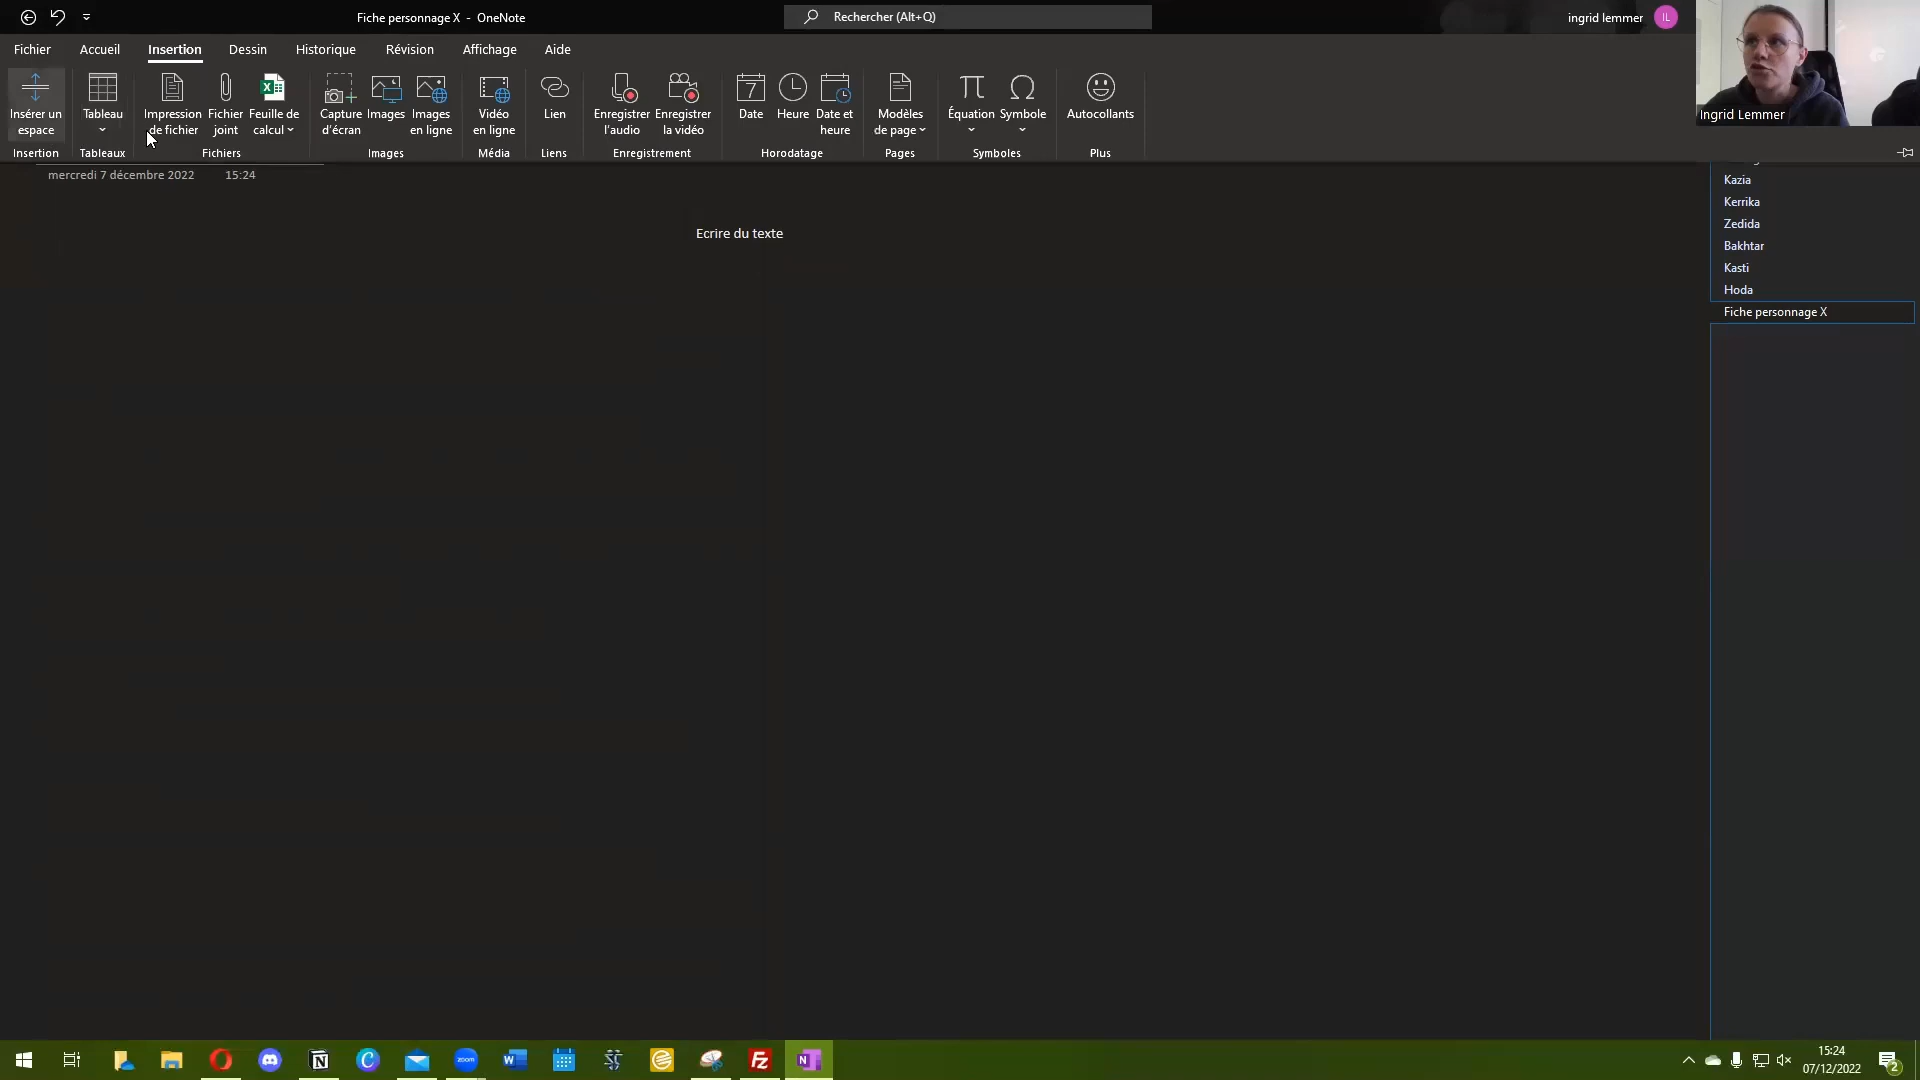 Fiche personnage X - OneNote
Rechercher (Alt+Q)
ingrid lemmer
IL
Fichier
Accueil
Insertion
Dessin
Historique
Révision
Affichage
Aide
Insérer un espace
Tableau
Impression de fichier
Fichier joint
Feuille de calcul
Capture d'écran
Images
Images en ligne
Vidéo en ligne
Lien
Enregistrer l'audio
Enregistrer la vidéo
Date
Heure
Date et heure
Modèles de page
Équation
Symbole
Autocollants
Insertion
Tableaux
Fichiers
Images
Média
Liens
Enregistrement
Horodatage
Pages
Symboles
Plus
Ingrid Lemmer
mercredi 7 décembre 2022
15:24
Ecrire du texte
Kazia
Kerrika
Zedida
Bakhtar
Kasti
Hoda
Fiche personnage X
zoom
15:24
07/12/2022
2